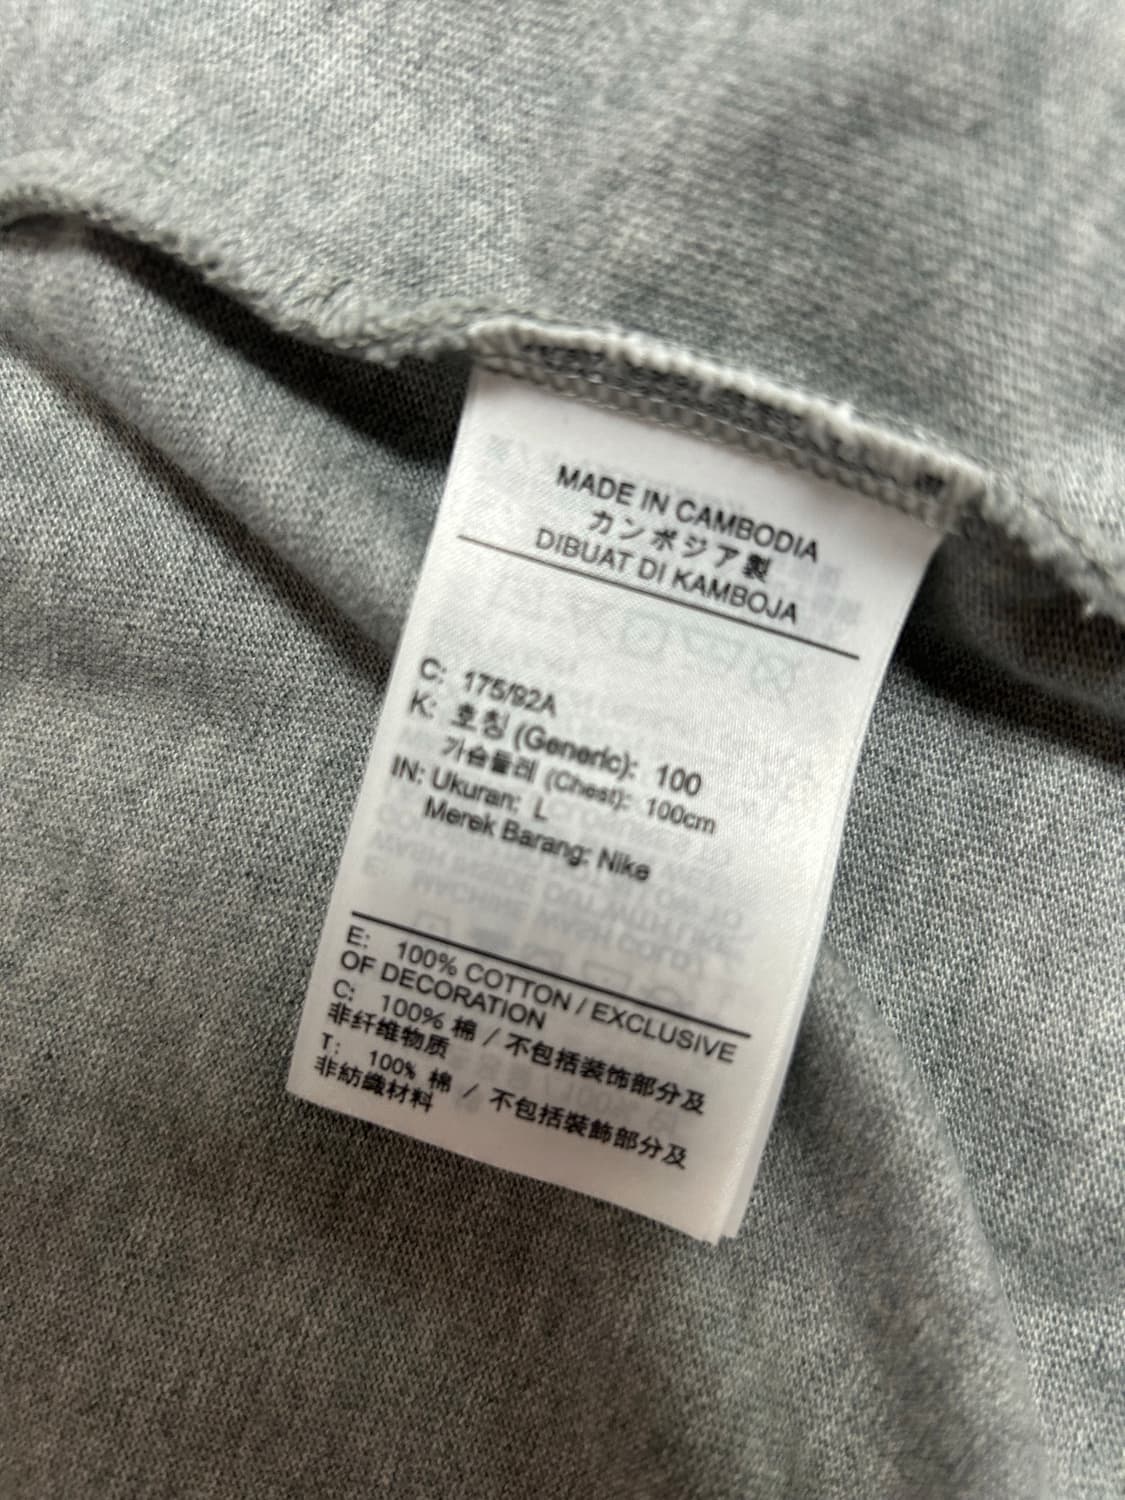 MADE IN CAMBODIA
カンボジア製
DIBUAT DI KAMBOJA
C: 175/92A
K: 호칭 (Generic): 100
가슴둘레 (Chest): 100cm
IN: Ukuran: L
Merek Barang: Nike
E: 100% COTTON / EXCLUSIVE
OF DECORATION
C: 100% 棉 / 不包括装饰部分及
非纤维物质
T: 100% 棉 / 不包括裝飾部分及
非紡織材料